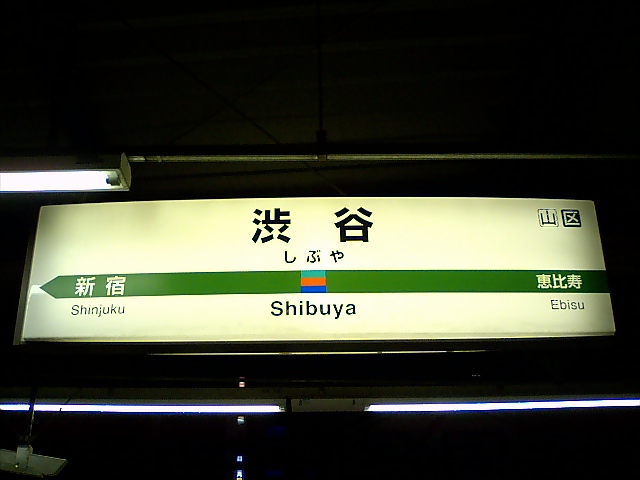 渋谷
山区
しぶや
新宿
恵比寿
Shinjuku
Shibuya
Ebisu